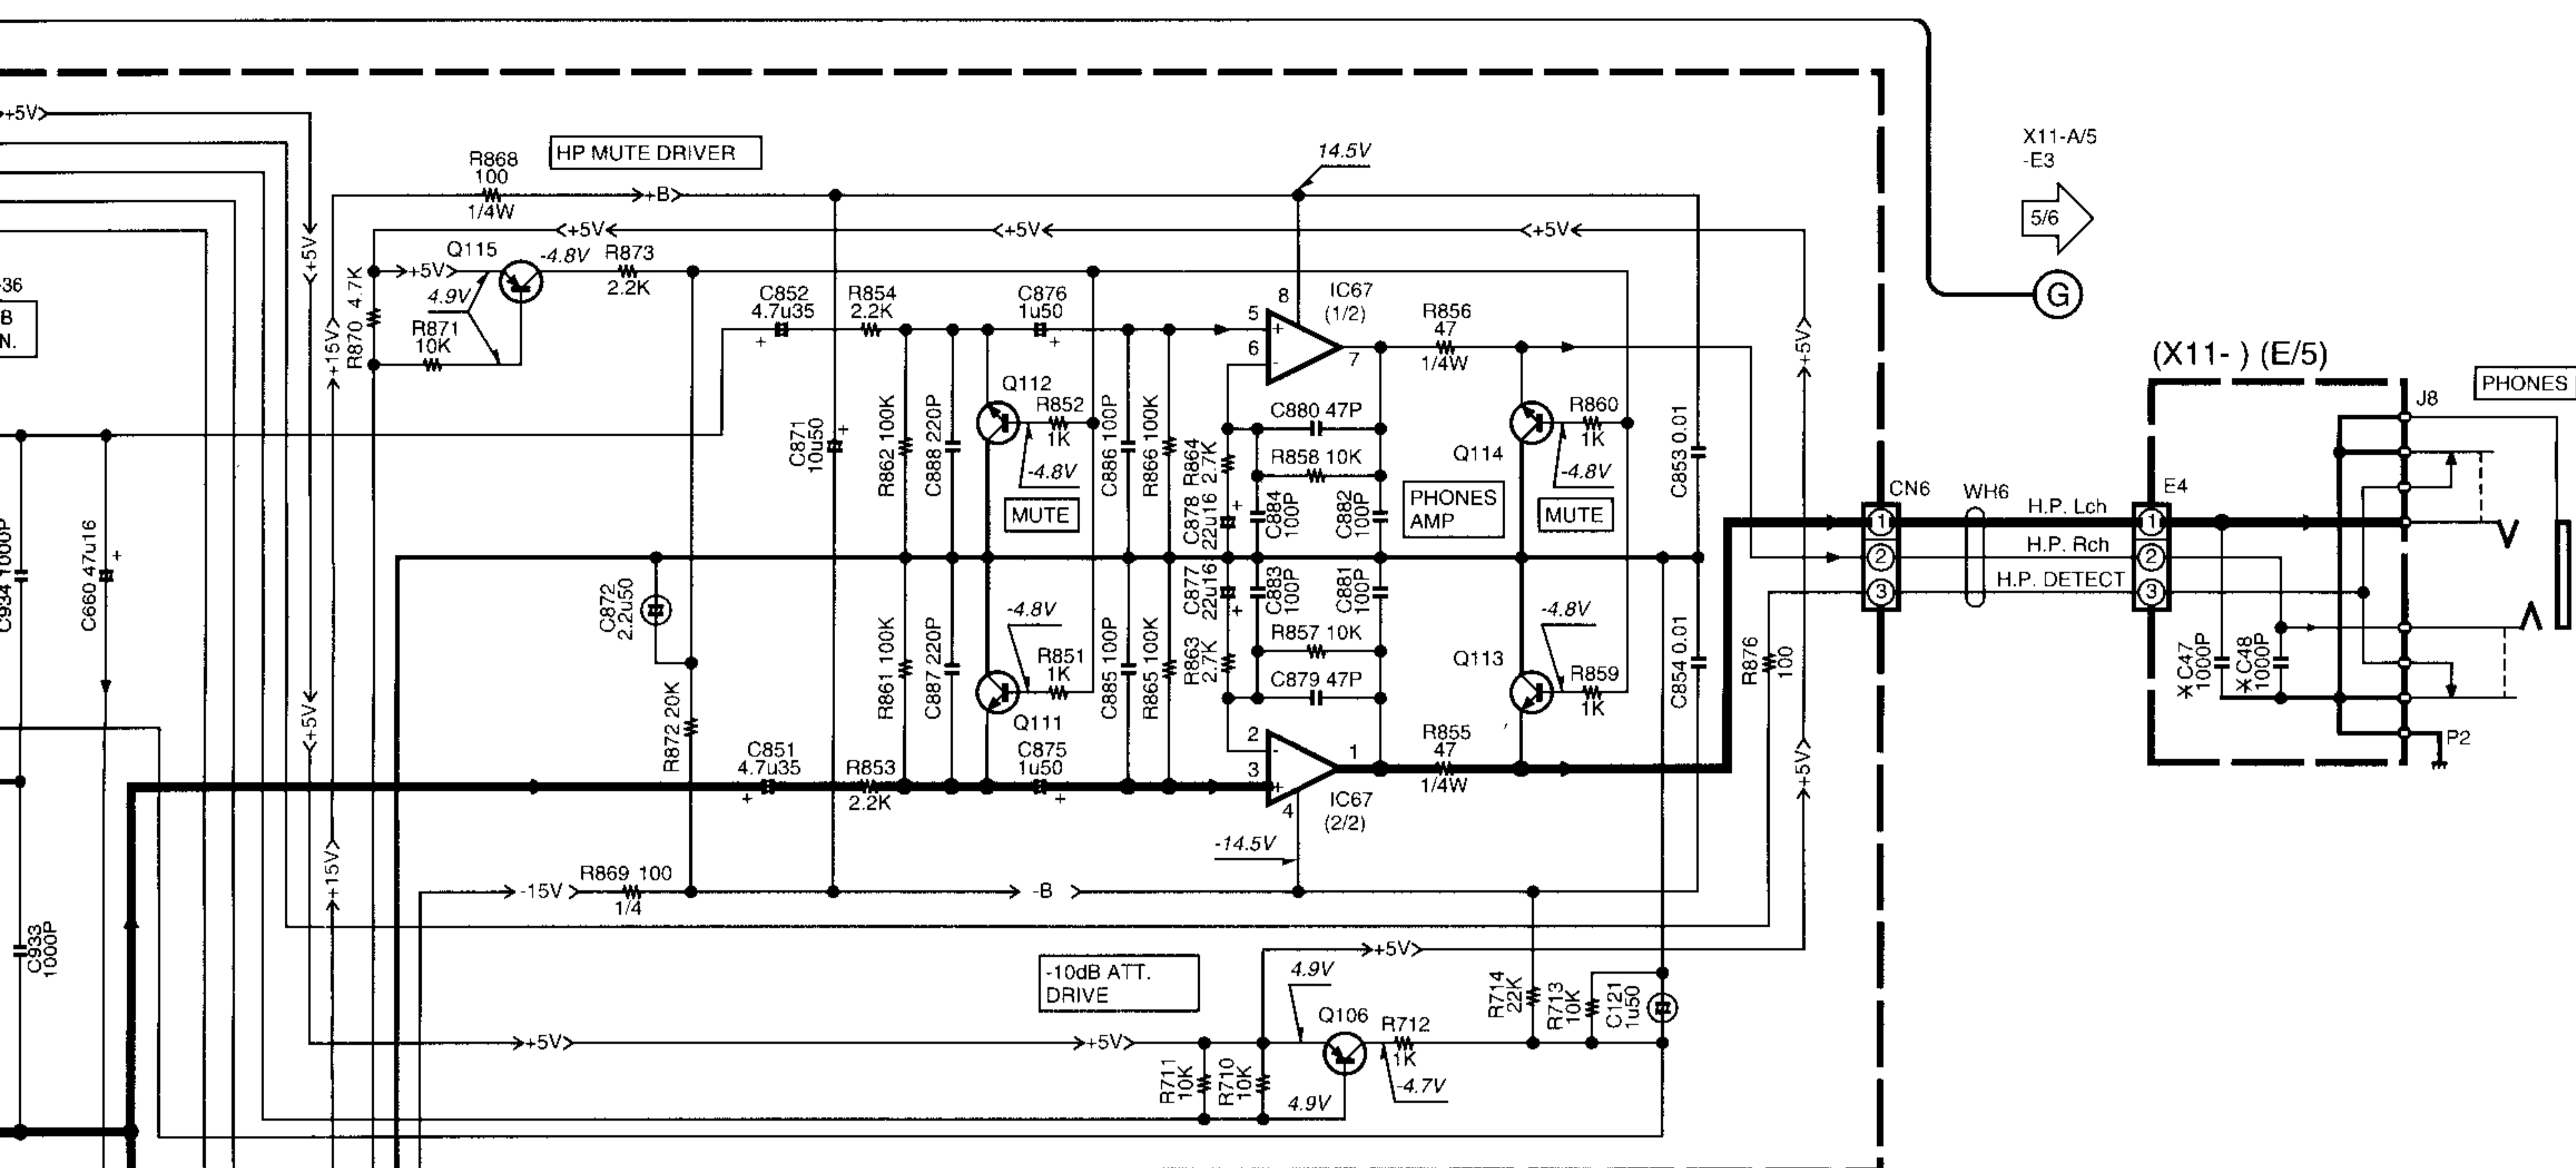 +5V
X11-A/5
-E3
5/6
G
HP MUTE DRIVER
R868
100
1/4W
+B
14.5V
+5V
+5V
+5V
+5V
Q115
-4.8V
R873
2.2K
+5V
4.9V
R870 4.7K
R871
10K
+15V
-36
B
N.
C852
4.7u35
+
R854
2.2K
C876
1u50
+
8
5
+
6
-
IC67
(1/2)
7
R856
47
1/4W
+5V
(X11- ) (E/5)
PHONES
J8
C871
10u50
+
R862 100K
C888 220P
Q112
R852
1K
-4.8V
MUTE
C886 100P
R866 100K
R864
2.7K
C878
22u16
+
C880 47P
R858 10K
C884
100P
C882
100P
PHONES
AMP
Q114
R860
1K
-4.8V
MUTE
C853 0.01
CN6
WH6
E4
1
H.P. Lch
1
2
H.P. Rch
2
3
H.P. DETECT
3
C934 1000P
C660 47u16
+
C872
2.2u50
R861 100K
C887 220P
-4.8V
R851
1K
Q111
C885 100P
R865 100K
C877
22u16
+
R863
2.7K
C883
100P
C881
100P
R857 10K
C879 47P
-4.8V
Q113
R859
1K
C854 0.01
R876
100
*C47
1000P
*C48
1000P
P2
+5V
R872 20K
C851
4.7u35
+
R853
2.2K
C875
1u50
+
2
-
3
+
4
1
IC67
(2/2)
R855
47
1/4W
+5V
-14.5V
+15V
-15V
R869 100
1/4
-B
C933
1000P
-10dB ATT.
DRIVE
+5V
4.9V
R714
22K
R713
10K
C121
1u50
+5V
+5V
Q106
R712
1K
R711
10K
R710
10K
4.9V
-4.7V